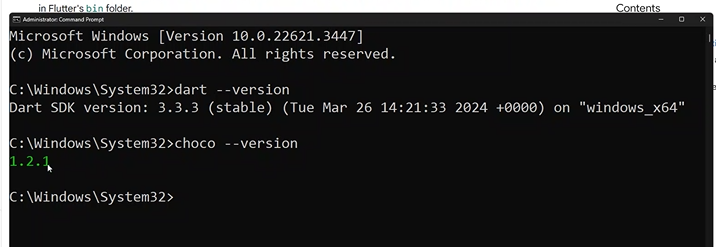 in Flutter's bin folder.
Contents
Administrator: Command Prompt
Microsoft Windows [Version 10.0.22621.3447]
(c) Microsoft Corporation. All rights reserved.
C:\Windows\System32>dart --version
Dart SDK version: 3.3.3 (stable) (Tue Mar 26 14:21:33 2024 +0000) on "windows_x64"
C:\Windows\System32>choco --version
1.2.1
C:\Windows\System32>